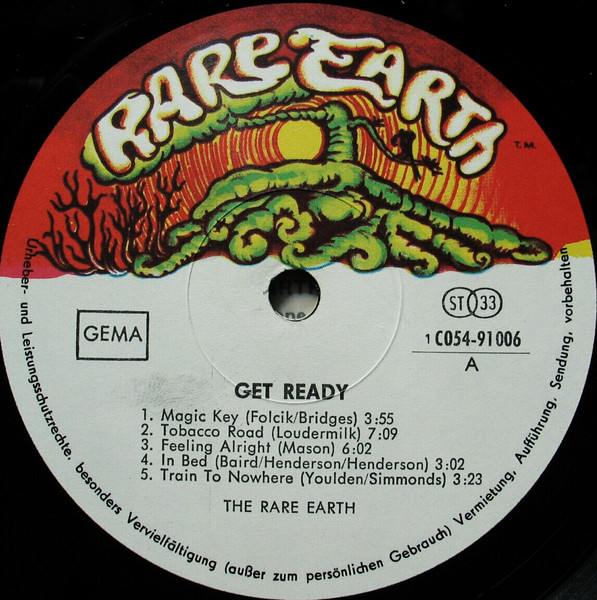 RARE EARTH
T.M.
GEMA
ST 33
1 C054-91006
A
GET READY
1. Magic Key (Folcik/Bridges) 3:55
2. Tobacco Road (Loudermilk) 7:09
3. Feeling Alright (Mason) 6:02
4. In Bed (Baird/Henderson/Henderson) 3:02
5. Train To Nowhere (Youlden/Simmonds) 3:23
THE RARE EARTH
Urheber- und Leistungsschutzrechte, besonders Vervielfältigung (außer zum persönlichen Gebrauch) Vermietung, Aufführung, Sendung, vorbehalten